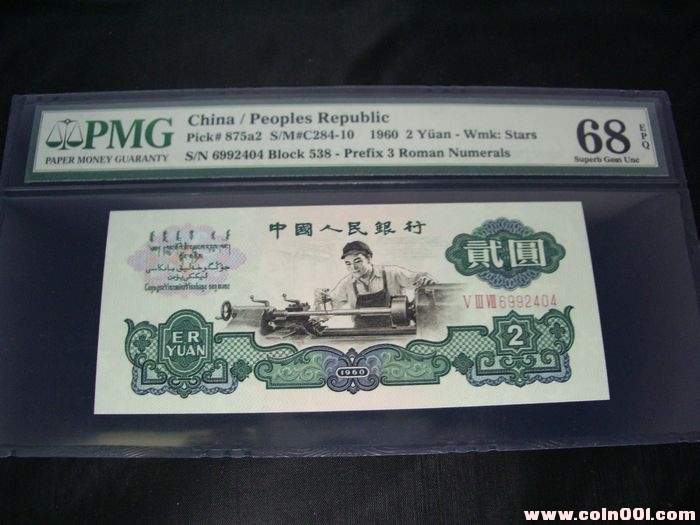 PMG
PAPER MONEY GUARANTY
China / Peoples Republic
Pick# 875a2 S/M#C284-10 1960 2 Yüan - Wmk: Stars
S/N 6992404 Block 538 - Prefix 3 Roman Numerals
68 EPQ
Superb Gem Unc
中國人民銀行
貳圓
V III VIII 6992404
ER
YUAN
2
1960
www.coin001.com